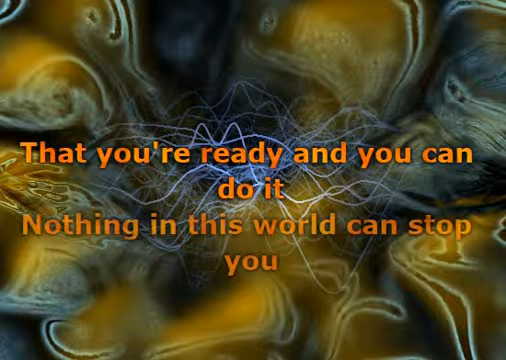 That you're ready and you can
do it
Nothing in this world can stop
you